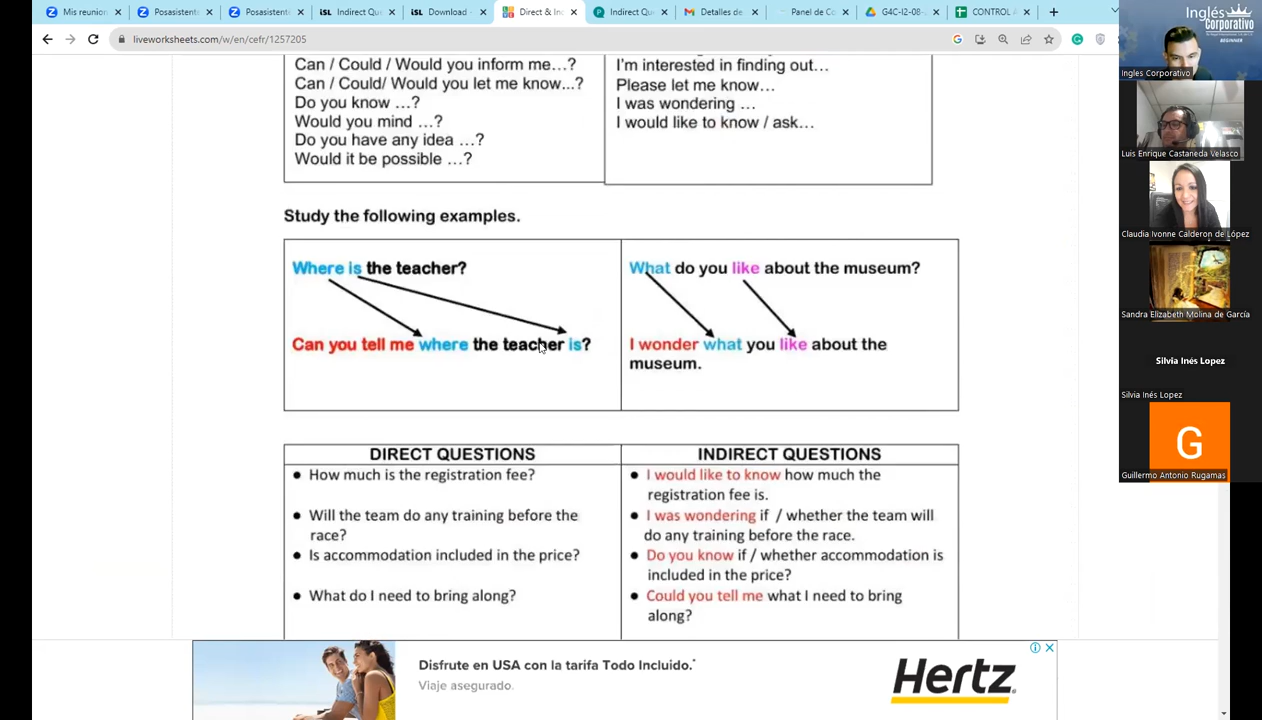 Mis reunion
Posasistent
Posasistent
iSL Indirect Ques
iSL Download -
Direct & Inc
Indirect Que
Detalles de
Panel de Co
G4C-I2-08-
CONTROL A
liveworksheets.com/w/en/cefr/1257205
Can / Could / Would you inform me…?
Can / Could/ Would you let me know...?
Do you know …?
Would you mind …?
Do you have any idea …?
Would it be possible …?
I'm interested in finding out…
Please let me know…
I was wondering …
I would like to know / ask…
Study the following examples.
Where is the teacher?
Can you tell me where the teacher is?
What do you like about the museum?
I wonder what you like about the
museum.
DIRECT QUESTIONS
• How much is the registration fee?
• Will the team do any training before the
race?
• Is accommodation included in the price?
• What do I need to bring along?
INDIRECT QUESTIONS
• I would like to know how much the
registration fee is.
• I was wondering if / whether the team will
do any training before the race.
• Do you know if / whether accommodation is
included in the price?
• Could you tell me what I need to bring
along?
Disfrute en USA con la tarifa Todo Incluido.*
Viaje asegurado.
Hertz
Inglés
Corporativo
BEGINNER
Ingles Corporativo
Luis Enrique Castaneda Velasco
Claudia Ivonne Calderon de López
Sandra Elizabeth Molina de García
Silvia Inés Lopez
Silvia Inés Lopez
G
Guillermo Antonio Rugamas